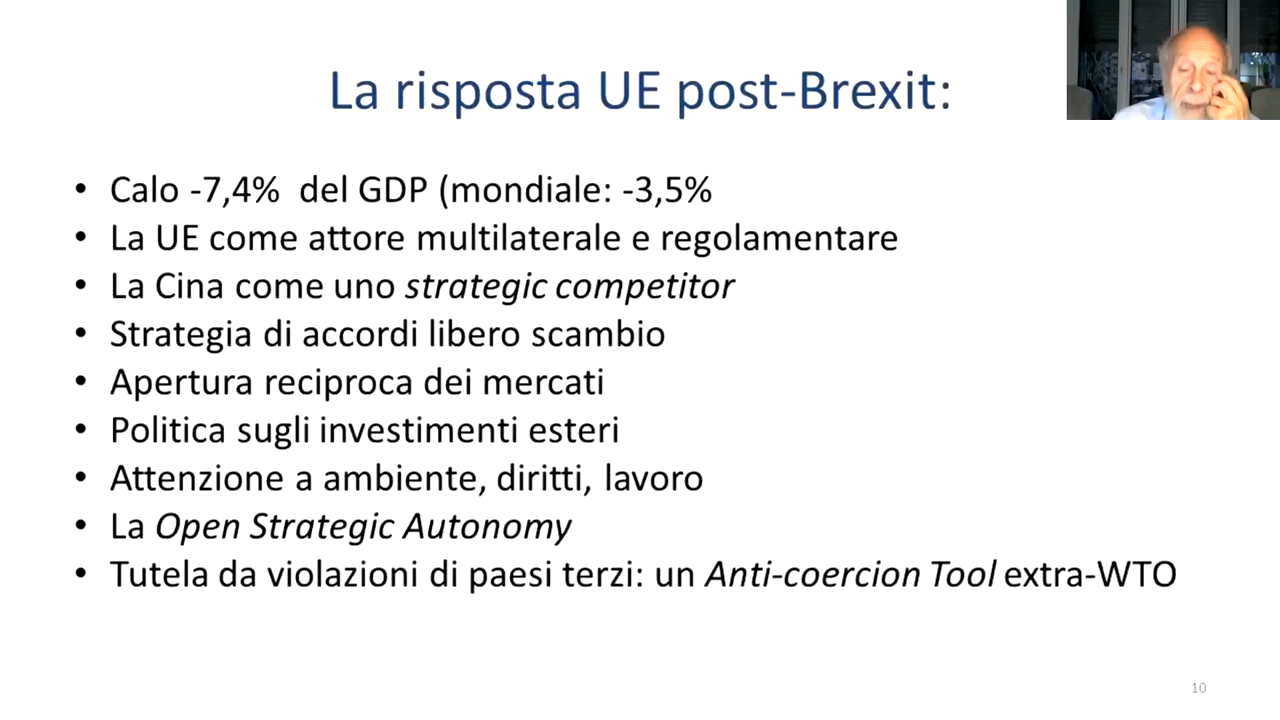 La risposta UE post-Brexit:
• Calo -7,4%  del GDP (mondiale: -3,5%
• La UE come attore multilaterale e regolamentare
• La Cina come uno strategic competitor
• Strategia di accordi libero scambio
• Apertura reciproca dei mercati
• Politica sugli investimenti esteri
• Attenzione a ambiente, diritti, lavoro
• La Open Strategic Autonomy
• Tutela da violazioni di paesi terzi: un Anti-coercion Tool extra-WTO
10